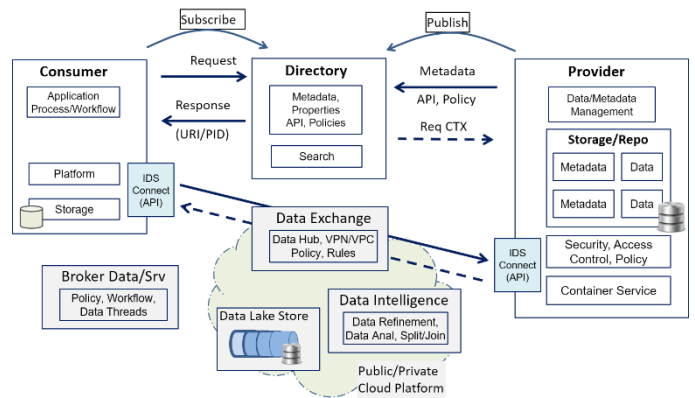 Subscribe
Publish
Consumer
Application
Process/Workflow
Platform
Storage
IDS
Connect
(API)
Request
Response
(URI/PID)
Directory
Metadata,
Properties
API, Policies
Search
Metadata
API, Policy
Req CTX
Provider
Data/Metadata
Management
Storage/Repo
Metadata
Data
Metadata
Data
IDS
Connect
(API)
Security, Access
Control, Policy
Container Service
Data Exchange
Data Hub, VPN/VPC
Policy, Rules
Broker Data/Srv
Policy, Workflow,
Data Threads
Data Lake Store
Data Intelligence
Data Refinement,
Data Anal, Split/Join
Public/Private
Cloud Platform